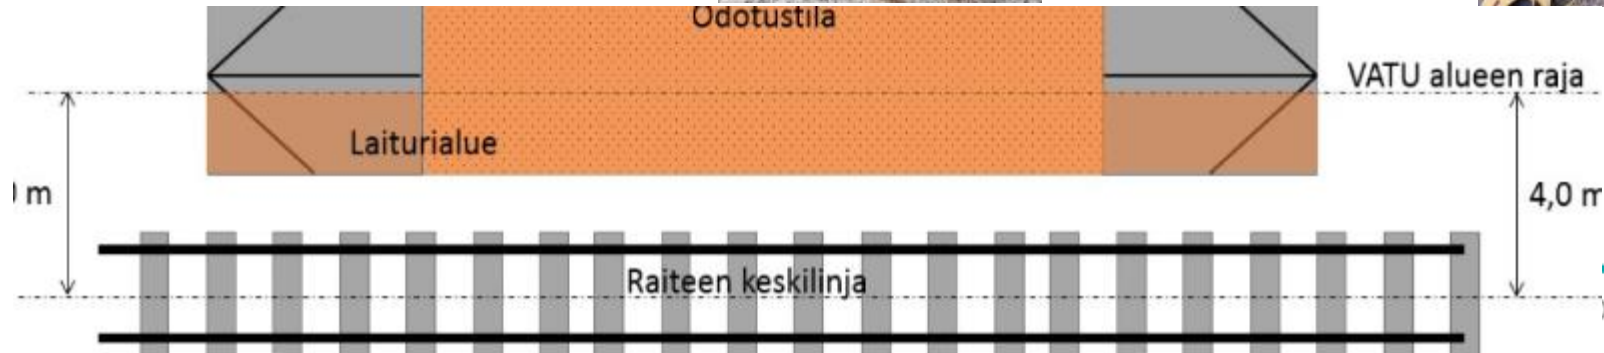 Odotustila
VATU alueen raja
Laiturialue
m
4,0 m
Raiteen keskilinja